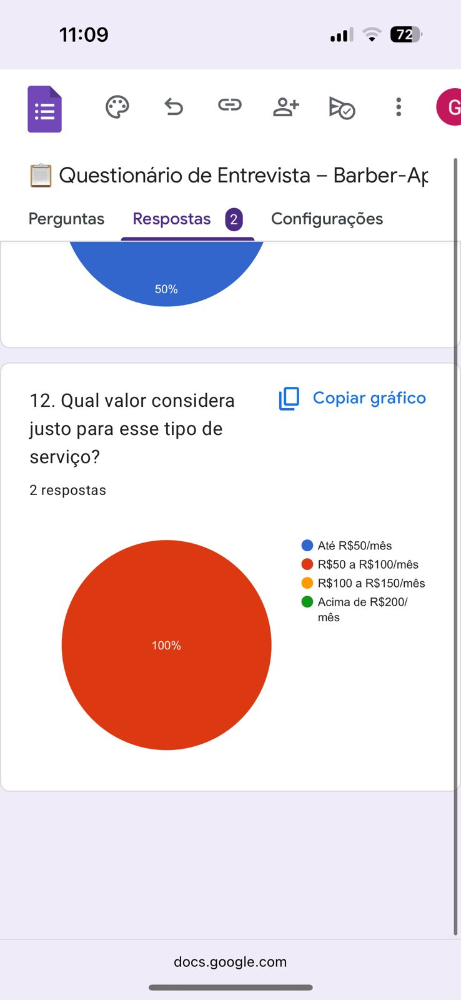 11:09
72
G
Questionário de Entrevista – Barber-Ap
Perguntas
Respostas
2
Configurações
50%
12. Qual valor considera
justo para esse tipo de
serviço?
Copiar gráfico
2 respostas
Até R$50/mês
R$50 a R$100/mês
R$100 a R$150/mês
Acima de R$200/
mês
100%
docs.google.com